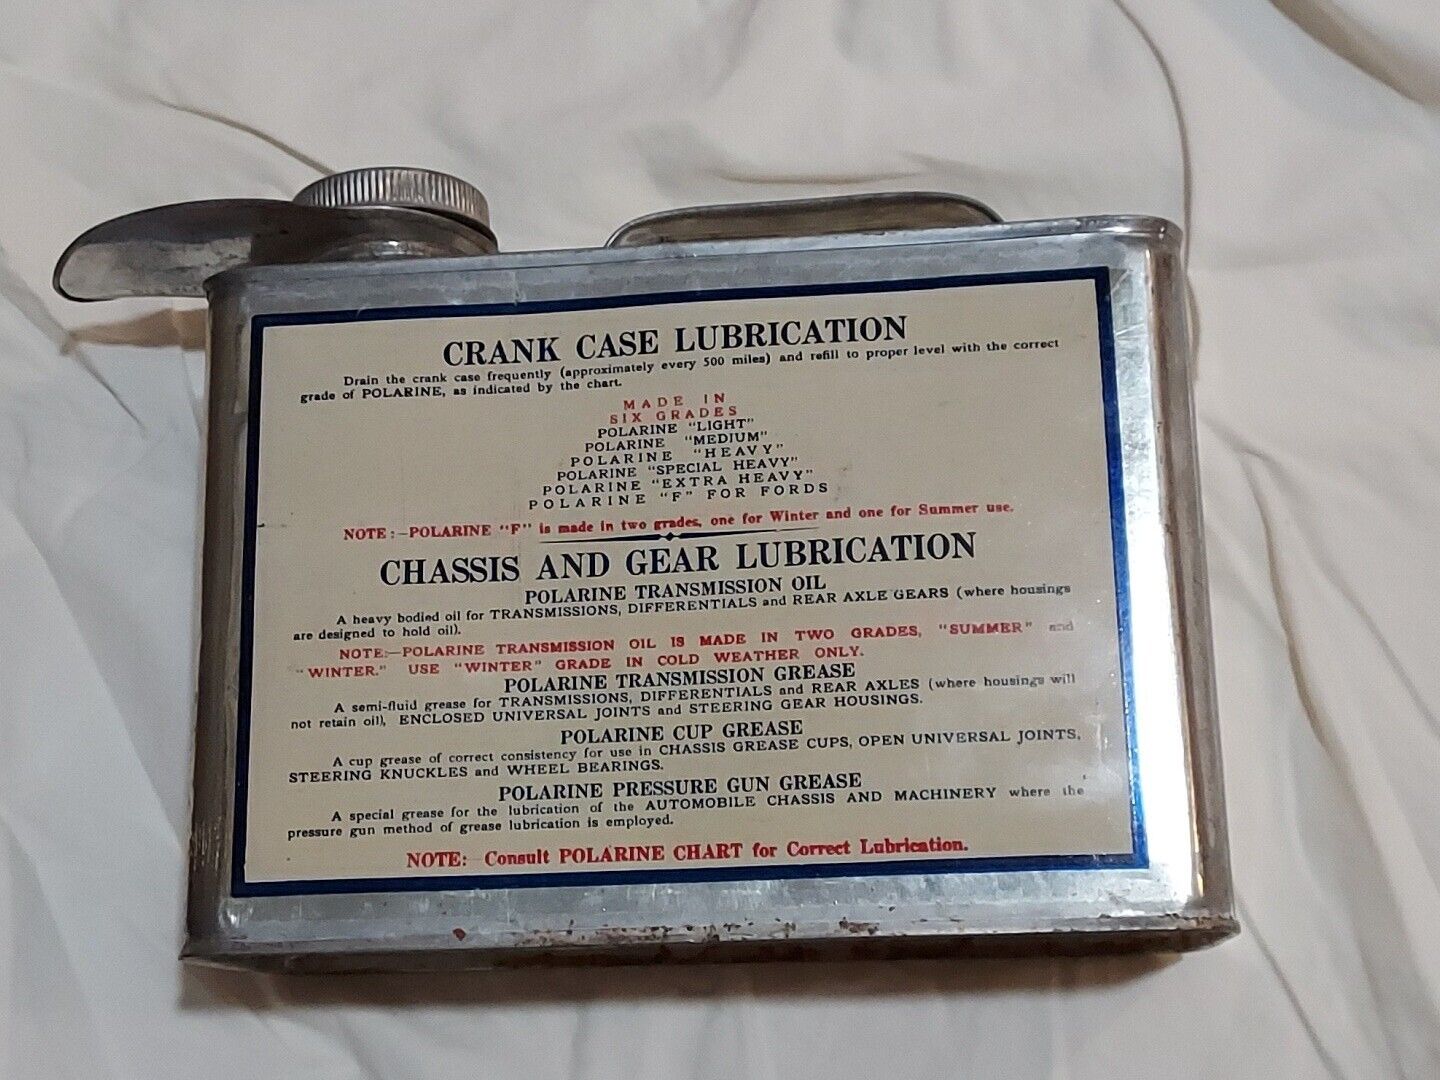 CRANK CASE LUBRICATION
Drain the crank case frequently (approximately every 500 miles) and refill to proper level with the correct
grade of POLARINE, as indicated by the chart.
MADE IN
SIX GRADES
POLARINE "LIGHT"
POLARINE "MEDIUM"
POLARINE "HEAVY"
POLARINE "SPECIAL HEAVY"
POLARINE "EXTRA HEAVY"
POLARINE "F" FOR FORDS
NOTE:-POLARINE "F" is made in two grades, one for Winter and one for Summer use.
CHASSIS AND GEAR LUBRICATION
POLARINE TRANSMISSION OIL
A heavy bodied oil for TRANSMISSIONS, DIFFERENTIALS and REAR AXLE GEARS (where housings
are designed to hold oil).
NOTE:-POLARINE TRANSMISSION OIL IS MADE IN TWO GRADES, "SUMMER" and
"WINTER." USE "WINTER" GRADE IN COLD WEATHER ONLY.
POLARINE TRANSMISSION GREASE
A semi-fluid grease for TRANSMISSIONS, DIFFERENTIALS and REAR AXLES (where housings will
not retain oil), ENCLOSED UNIVERSAL JOINTS and STEERING GEAR HOUSINGS.
POLARINE CUP GREASE
A cup grease of correct consistency for use in CHASSIS GREASE CUPS, OPEN UNIVERSAL JOINTS,
STEERING KNUCKLES and WHEEL BEARINGS.
POLARINE PRESSURE GUN GREASE
A special grease for the lubrication of the AUTOMOBILE CHASSIS AND MACHINERY where the
pressure gun method of grease lubrication is employed.
NOTE: Consult POLARINE CHART for Correct Lubrication.